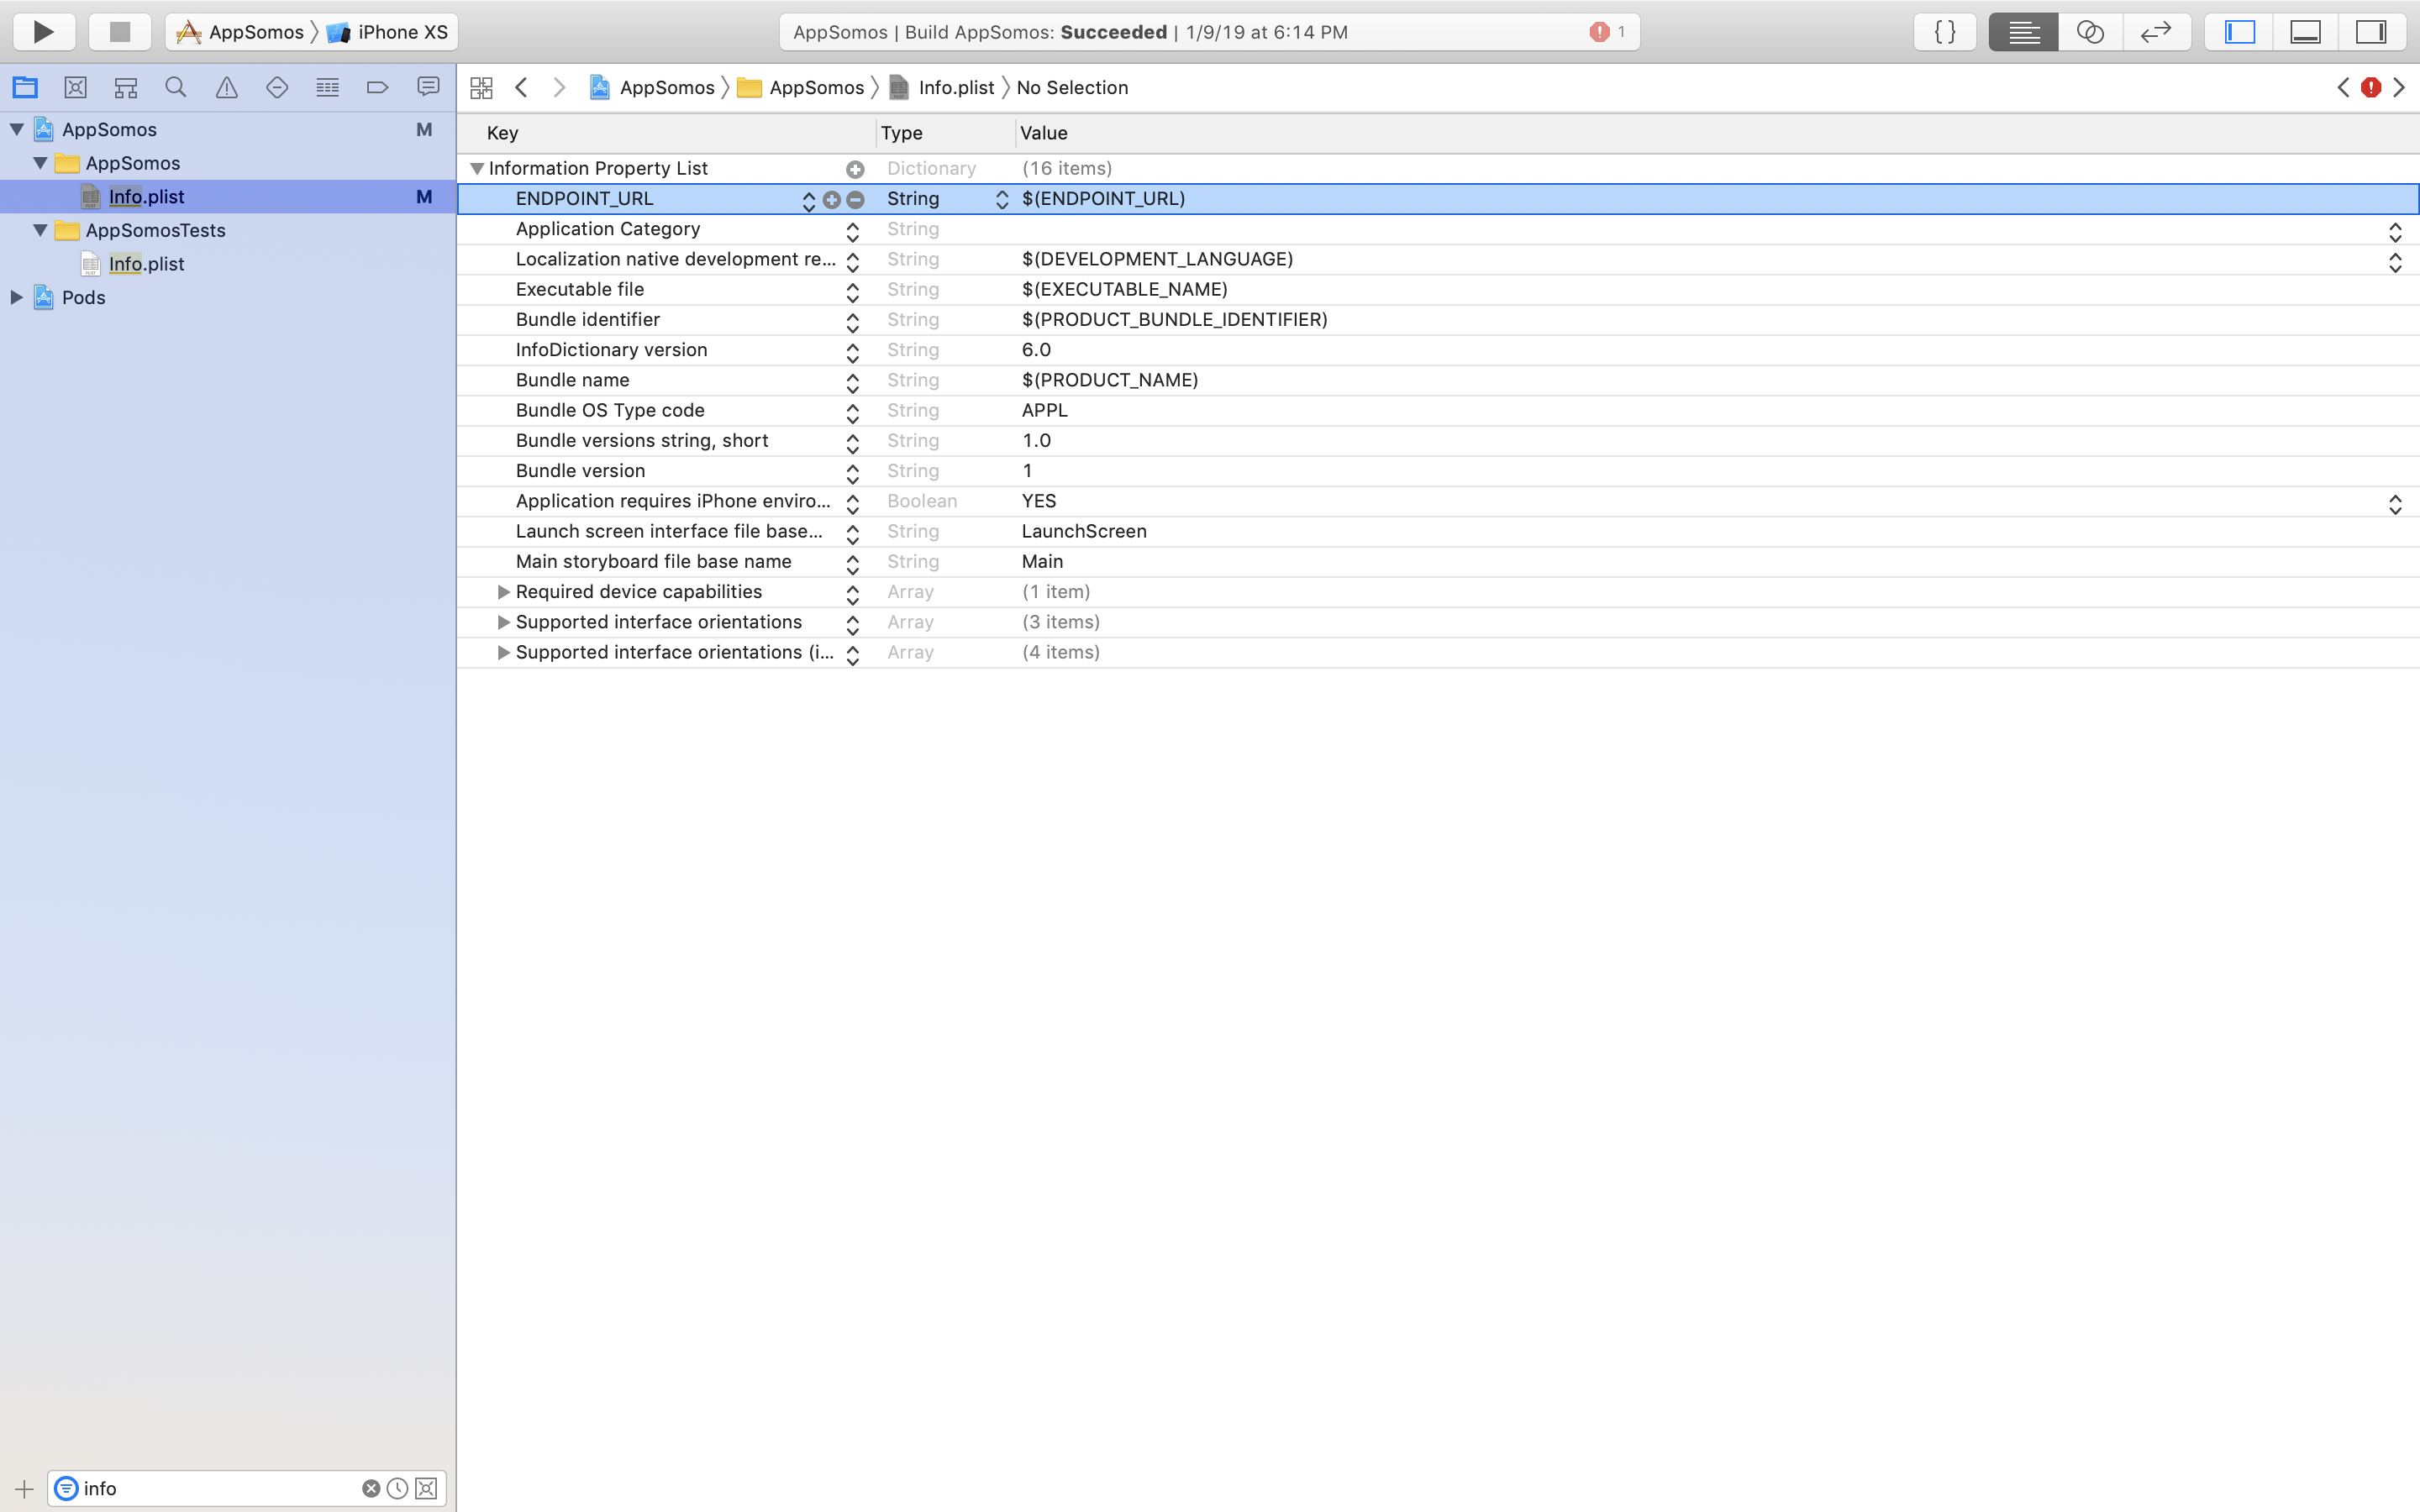 AppSomos iPhone XS
AppSomos | Build AppSomos: Succeeded | 1/9/19 at 6:14 PM 1
AppSomos AppSomos Info.plist No Selection
AppSomos M
AppSomos
Info.plist M
AppSomosTests
Info.plist
Pods
Key Type Value
Information Property List Dictionary (16 items)
ENDPOINT_URL String $(ENDPOINT_URL)
Application Category String
Localization native development re... String $(DEVELOPMENT_LANGUAGE)
Executable file String $(EXECUTABLE_NAME)
Bundle identifier String $(PRODUCT_BUNDLE_IDENTIFIER)
InfoDictionary version String 6.0
Bundle name String $(PRODUCT_NAME)
Bundle OS Type code String APPL
Bundle versions string, short String 1.0
Bundle version String 1
Application requires iPhone enviro... Boolean YES
Launch screen interface file base... String LaunchScreen
Main storyboard file base name String Main
Required device capabilities Array (1 item)
Supported interface orientations Array (3 items)
Supported interface orientations (i... Array (4 items)
info